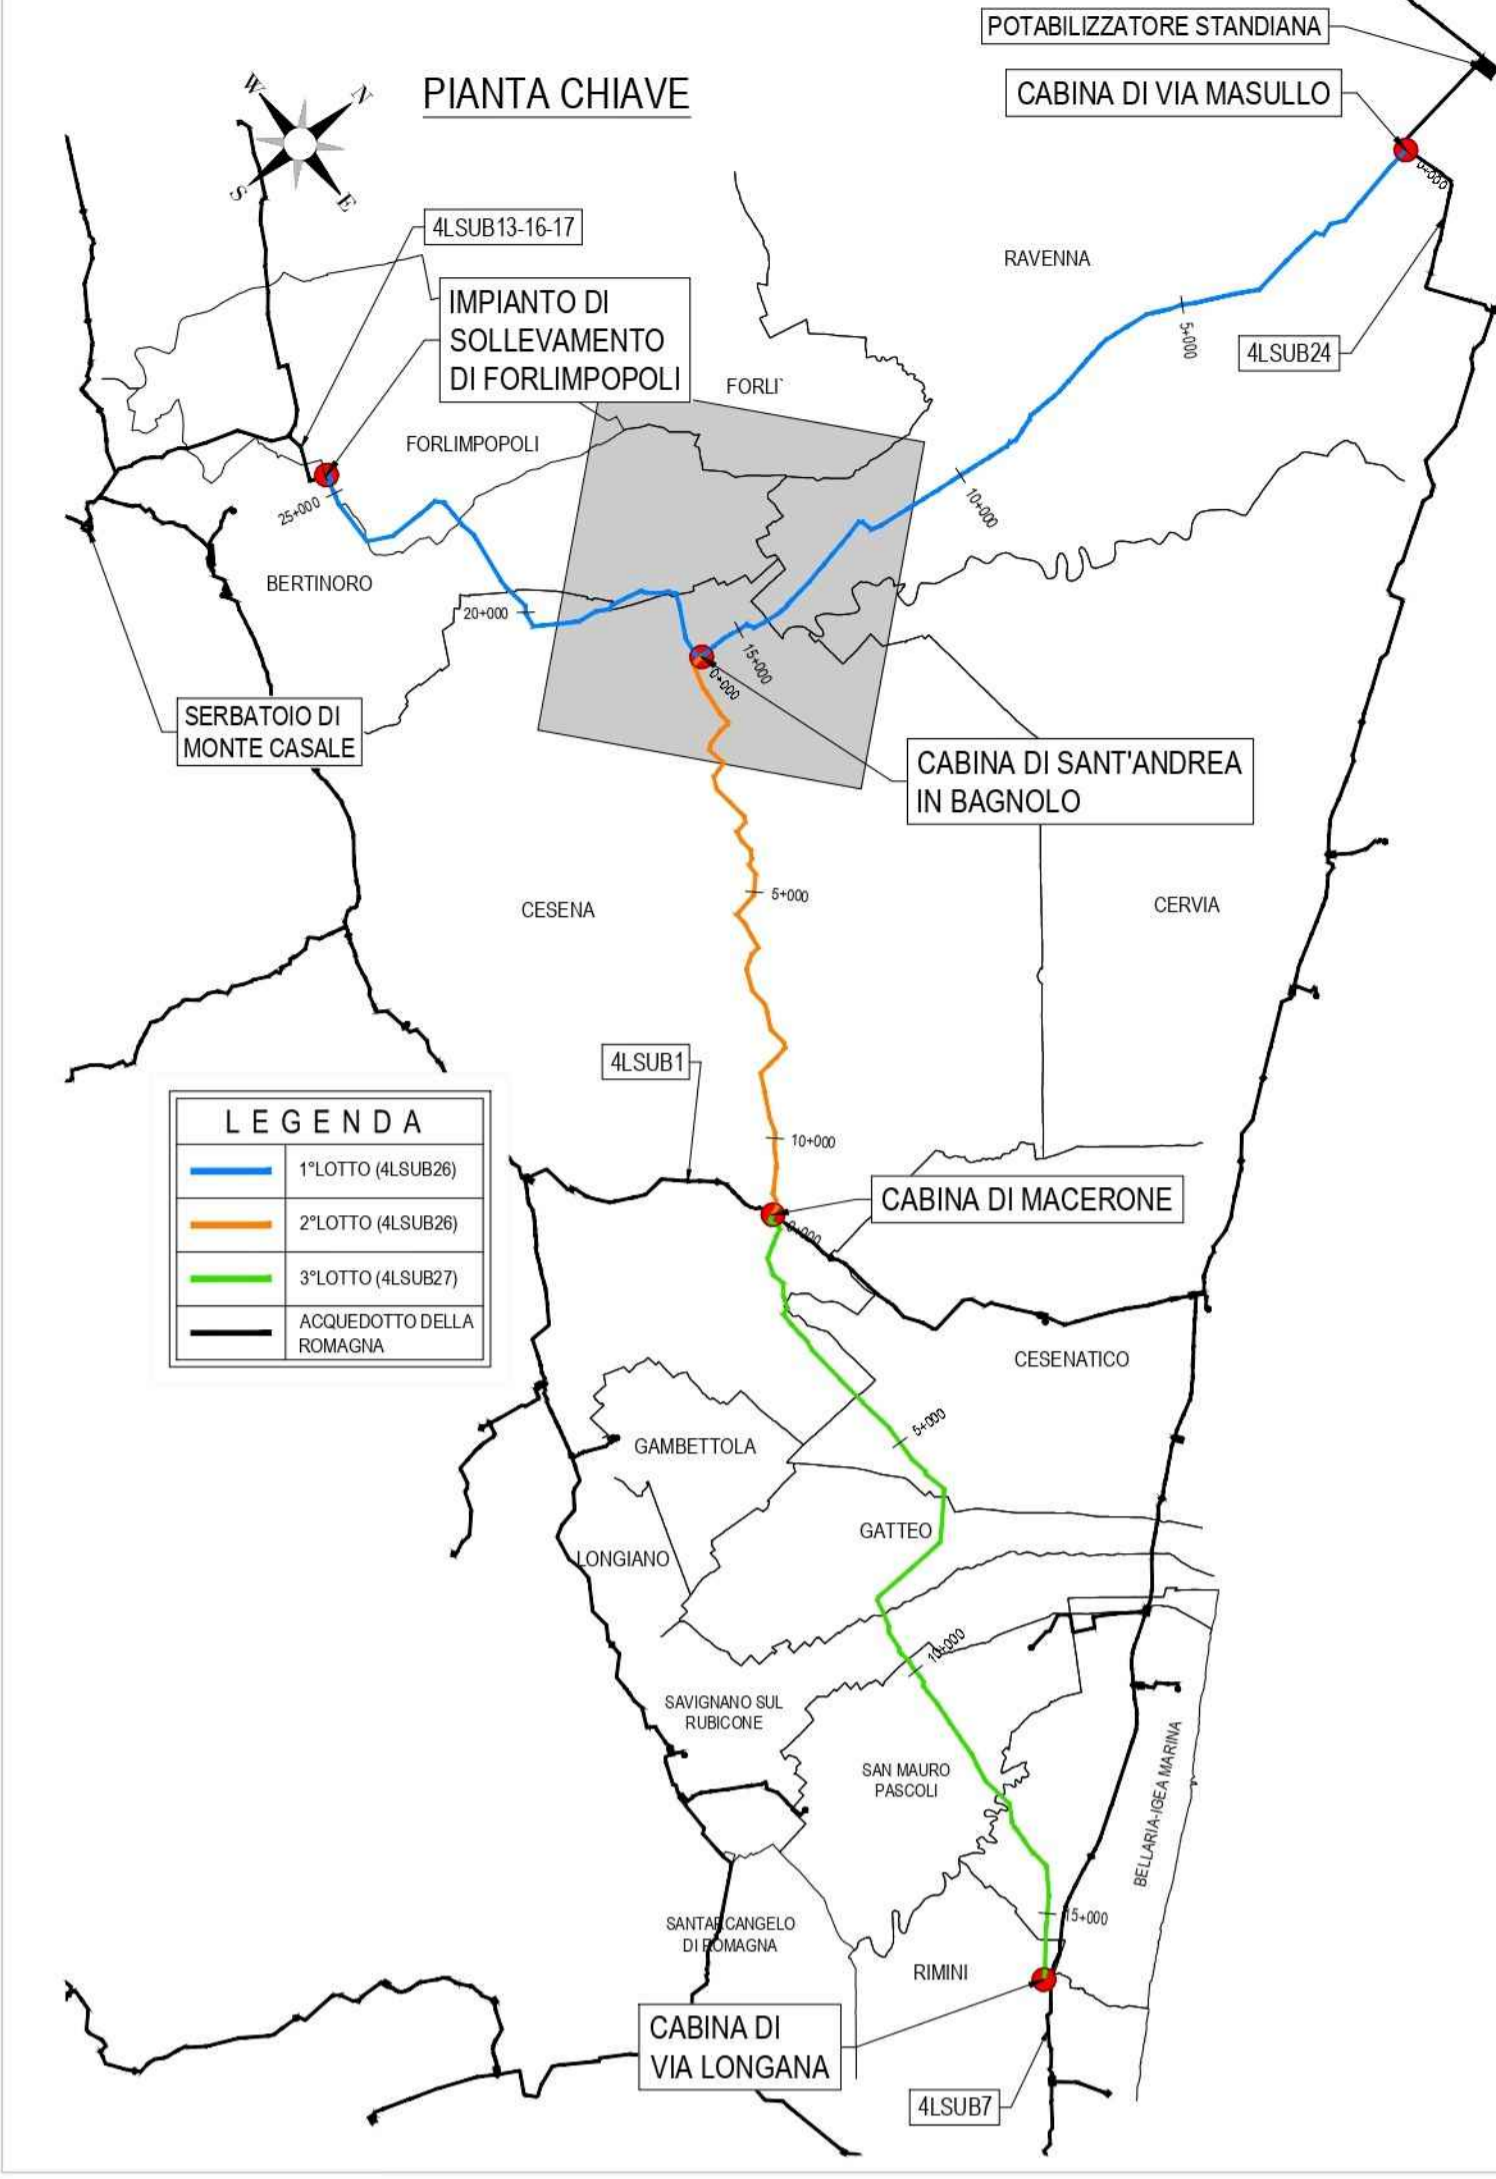 POTABILIZZATORE STANDIANA
PIANTA CHIAVE
CABINA DI VIA MASULLO
W
N
S
E
0+000
4LSUB13-16-17
RAVENNA
IMPIANTO DI
SOLLEVAMENTO
DI FORLIMPOPOLI
5+000
4LSUB24
FORLI`
FORLIMPOPOLI
25+000
10+000
BERTINORO
20+000
15+000
0+000
SERBATOIO DI
MONTE CASALE
CABINA DI SANT'ANDREA
IN BAGNOLO
5+000
CESENA
CERVIA
4LSUB1
LEGENDA
1°LOTTO (4LSUB26)
2°LOTTO (4LSUB26)
3°LOTTO (4LSUB27)
ACQUEDOTTO DELLA
ROMAGNA
10+000
CABINA DI MACERONE
0+000
CESENATICO
5+000
GAMBETTOLA
GATTEO
LONGIANO
10+000
SAVIGNANO SUL
RUBICONE
SAN MAURO
PASCOLI
BELLARIA-IGEA MARINA
15+000
SANTARCANGELO
DI ROMAGNA
RIMINI
CABINA DI
VIA LONGANA
4LSUB7